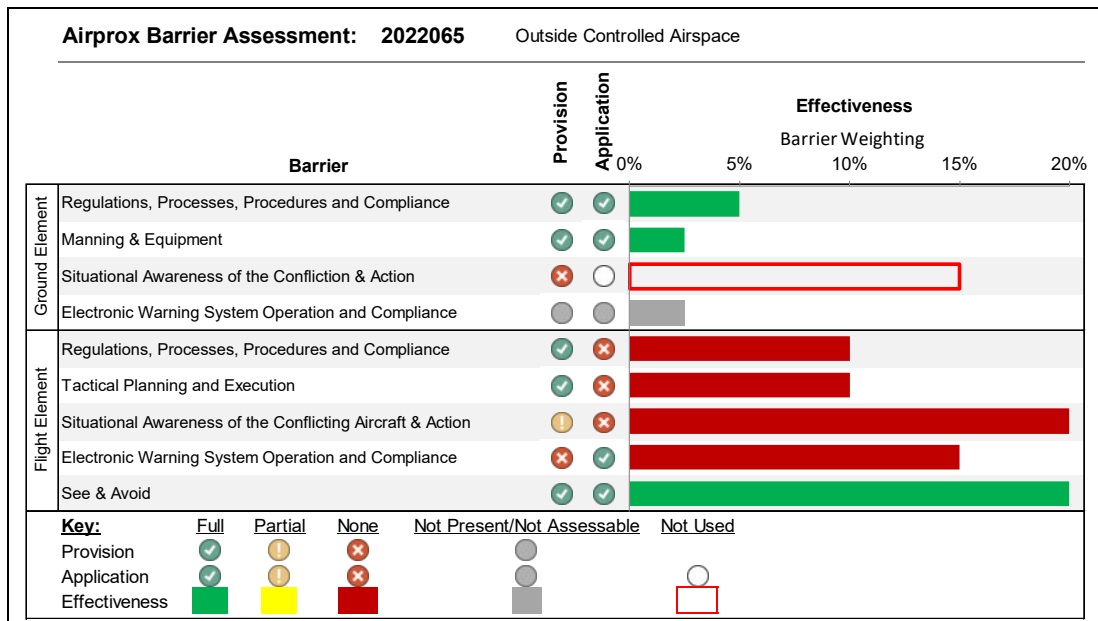 Airprox Barrier Assessment: 2022065 Outside Controlled Airspace
Barrier
Provision
Application
Effectiveness
Barrier Weighting
0% 5% 10% 15% 20%
Ground Element
Regulations, Processes, Procedures and Compliance
Manning & Equipment
Situational Awareness of the Confliction & Action
Electronic Warning System Operation and Compliance
Flight Element
Regulations, Processes, Procedures and Compliance
Tactical Planning and Execution
Situational Awareness of the Conflicting Aircraft & Action
Electronic Warning System Operation and Compliance
See & Avoid
Key: Full Partial None Not Present/Not Assessable Not Used
Provision
Application
Effectiveness